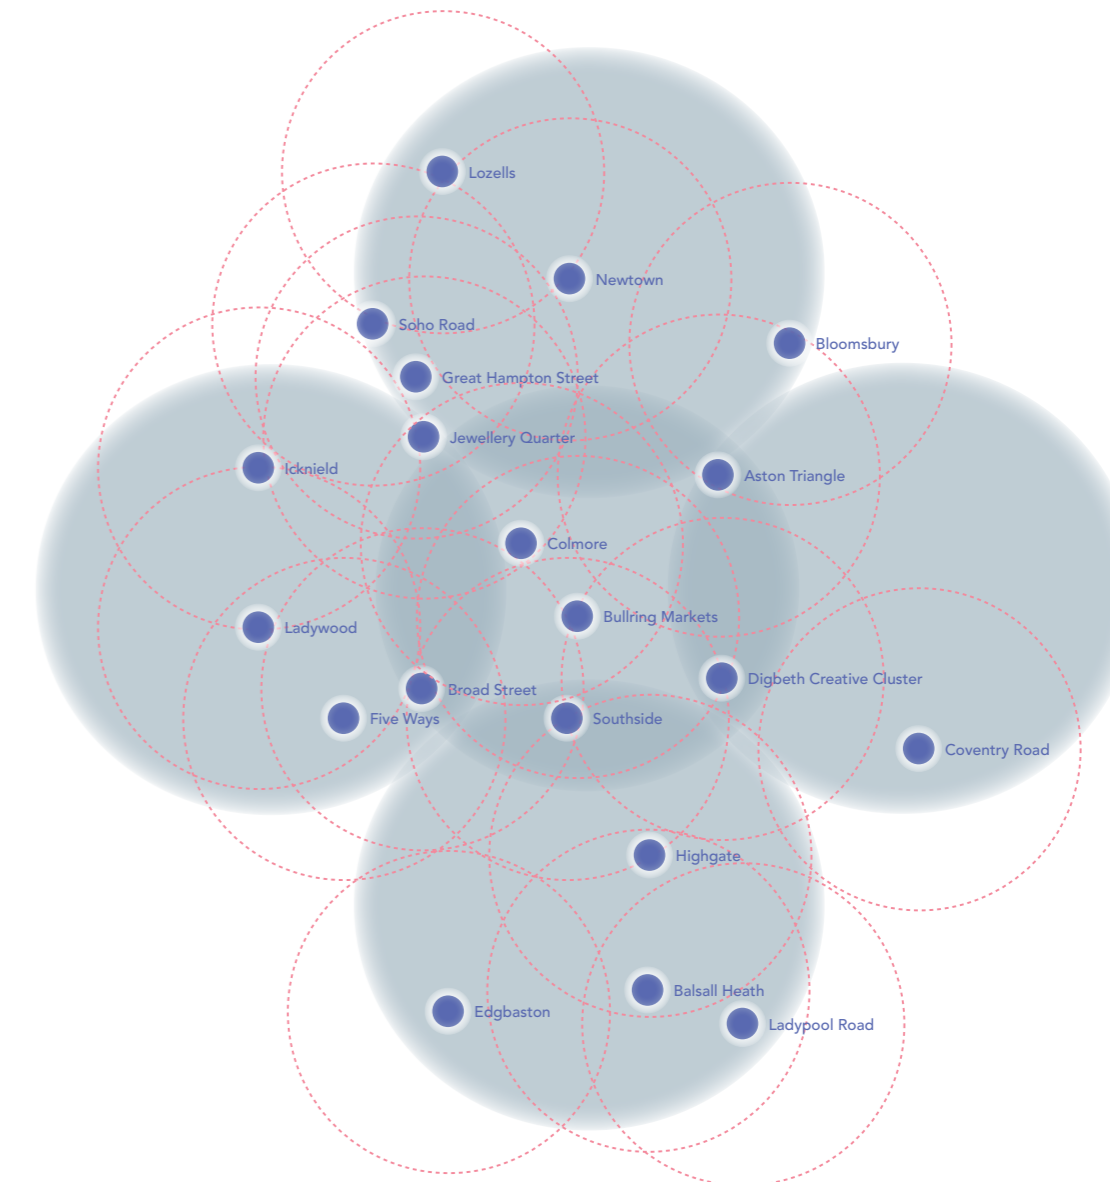 Lozells
Newtown
Soho Road
Bloomsbury
Great Hampton Street
Jewellery Quarter
Icknield
Aston Triangle
Colmore
Bullring Markets
Ladywood
Digbeth Creative Cluster
Broad Street
Five Ways
Southside
Coventry Road
Highgate
Balsall Heath
Edgbaston
Ladypool Road